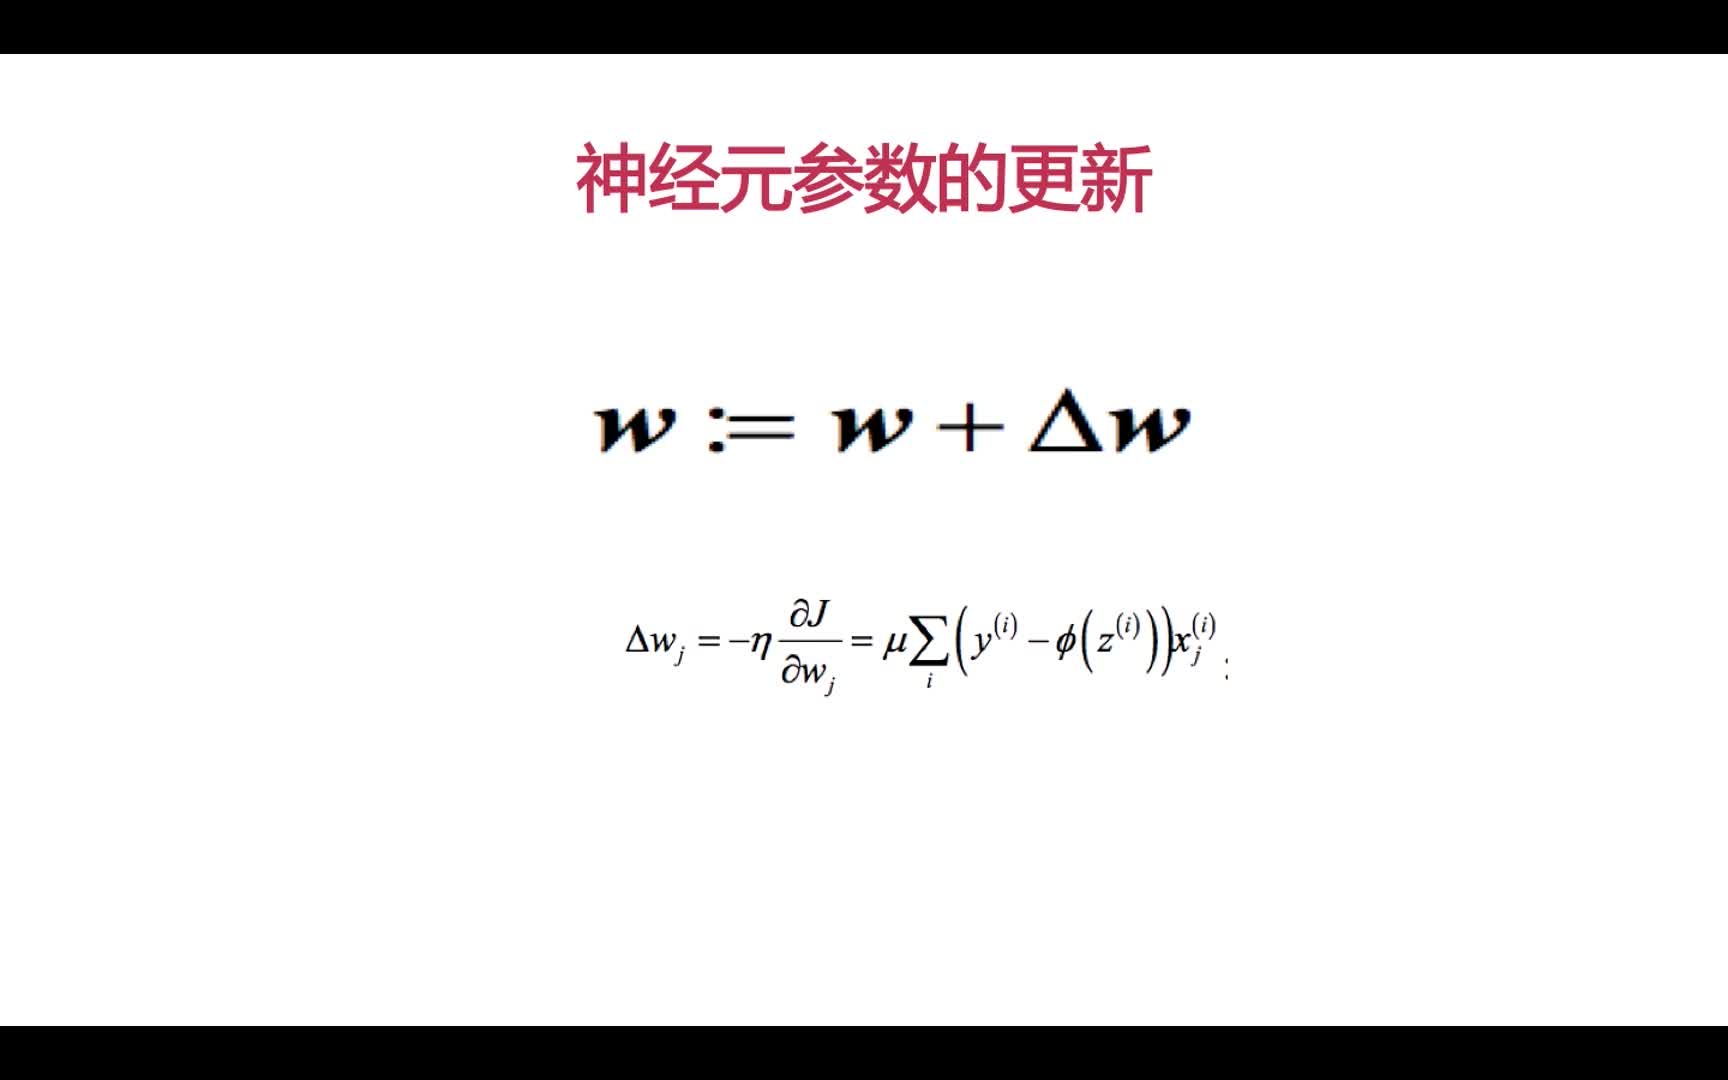 神经元参数的更新
w := w + Δw
Δw_j = −η ∂J/∂w_j = μ∑_i (y^(i) − ϕ(z^(i)))x_j^(i)